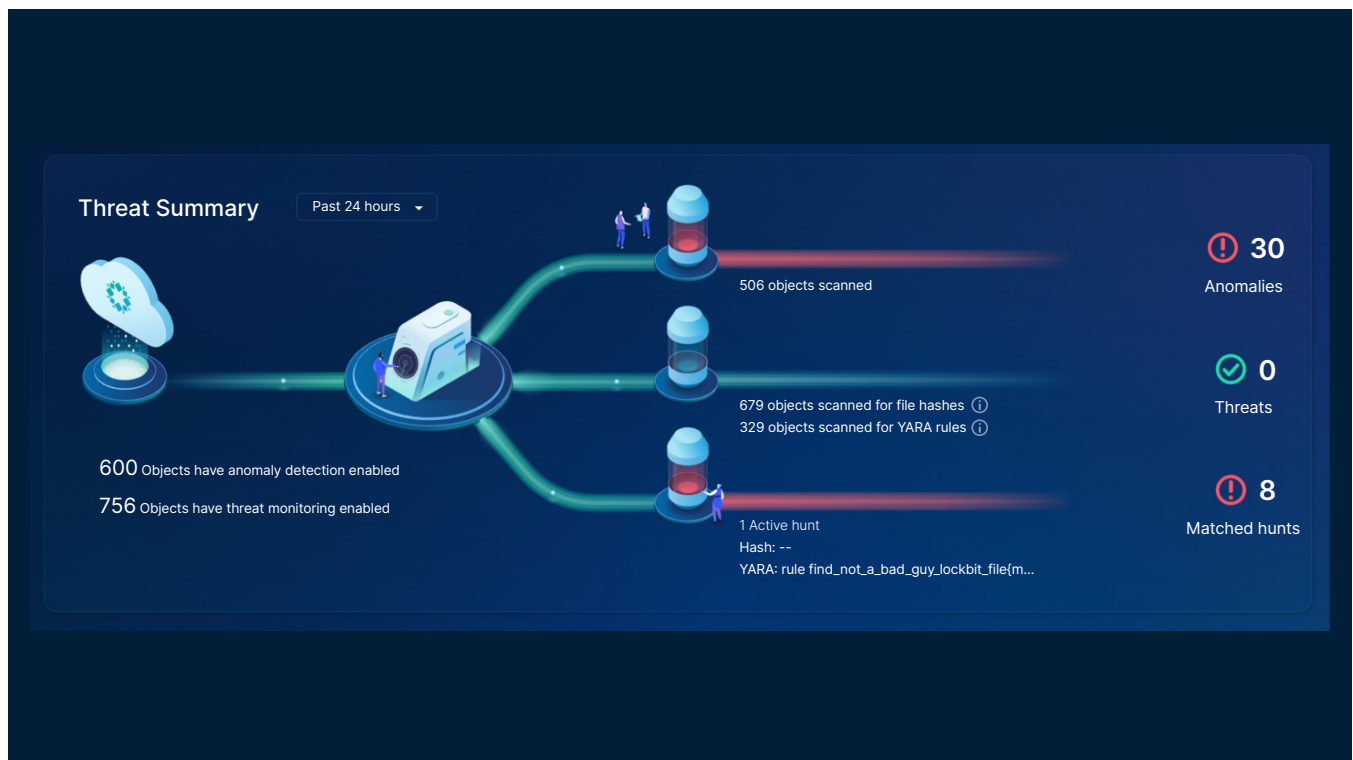 Threat Summary
Past 24 hours
506 objects scanned
30
Anomalies
679 objects scanned for file hashes
329 objects scanned for YARA rules
0
Threats
600 Objects have anomaly detection enabled
756 Objects have threat monitoring enabled
1 Active hunt
Hash: --
YARA: rule find_not_a_bad_guy_lockbit_file{m...
8
Matched hunts